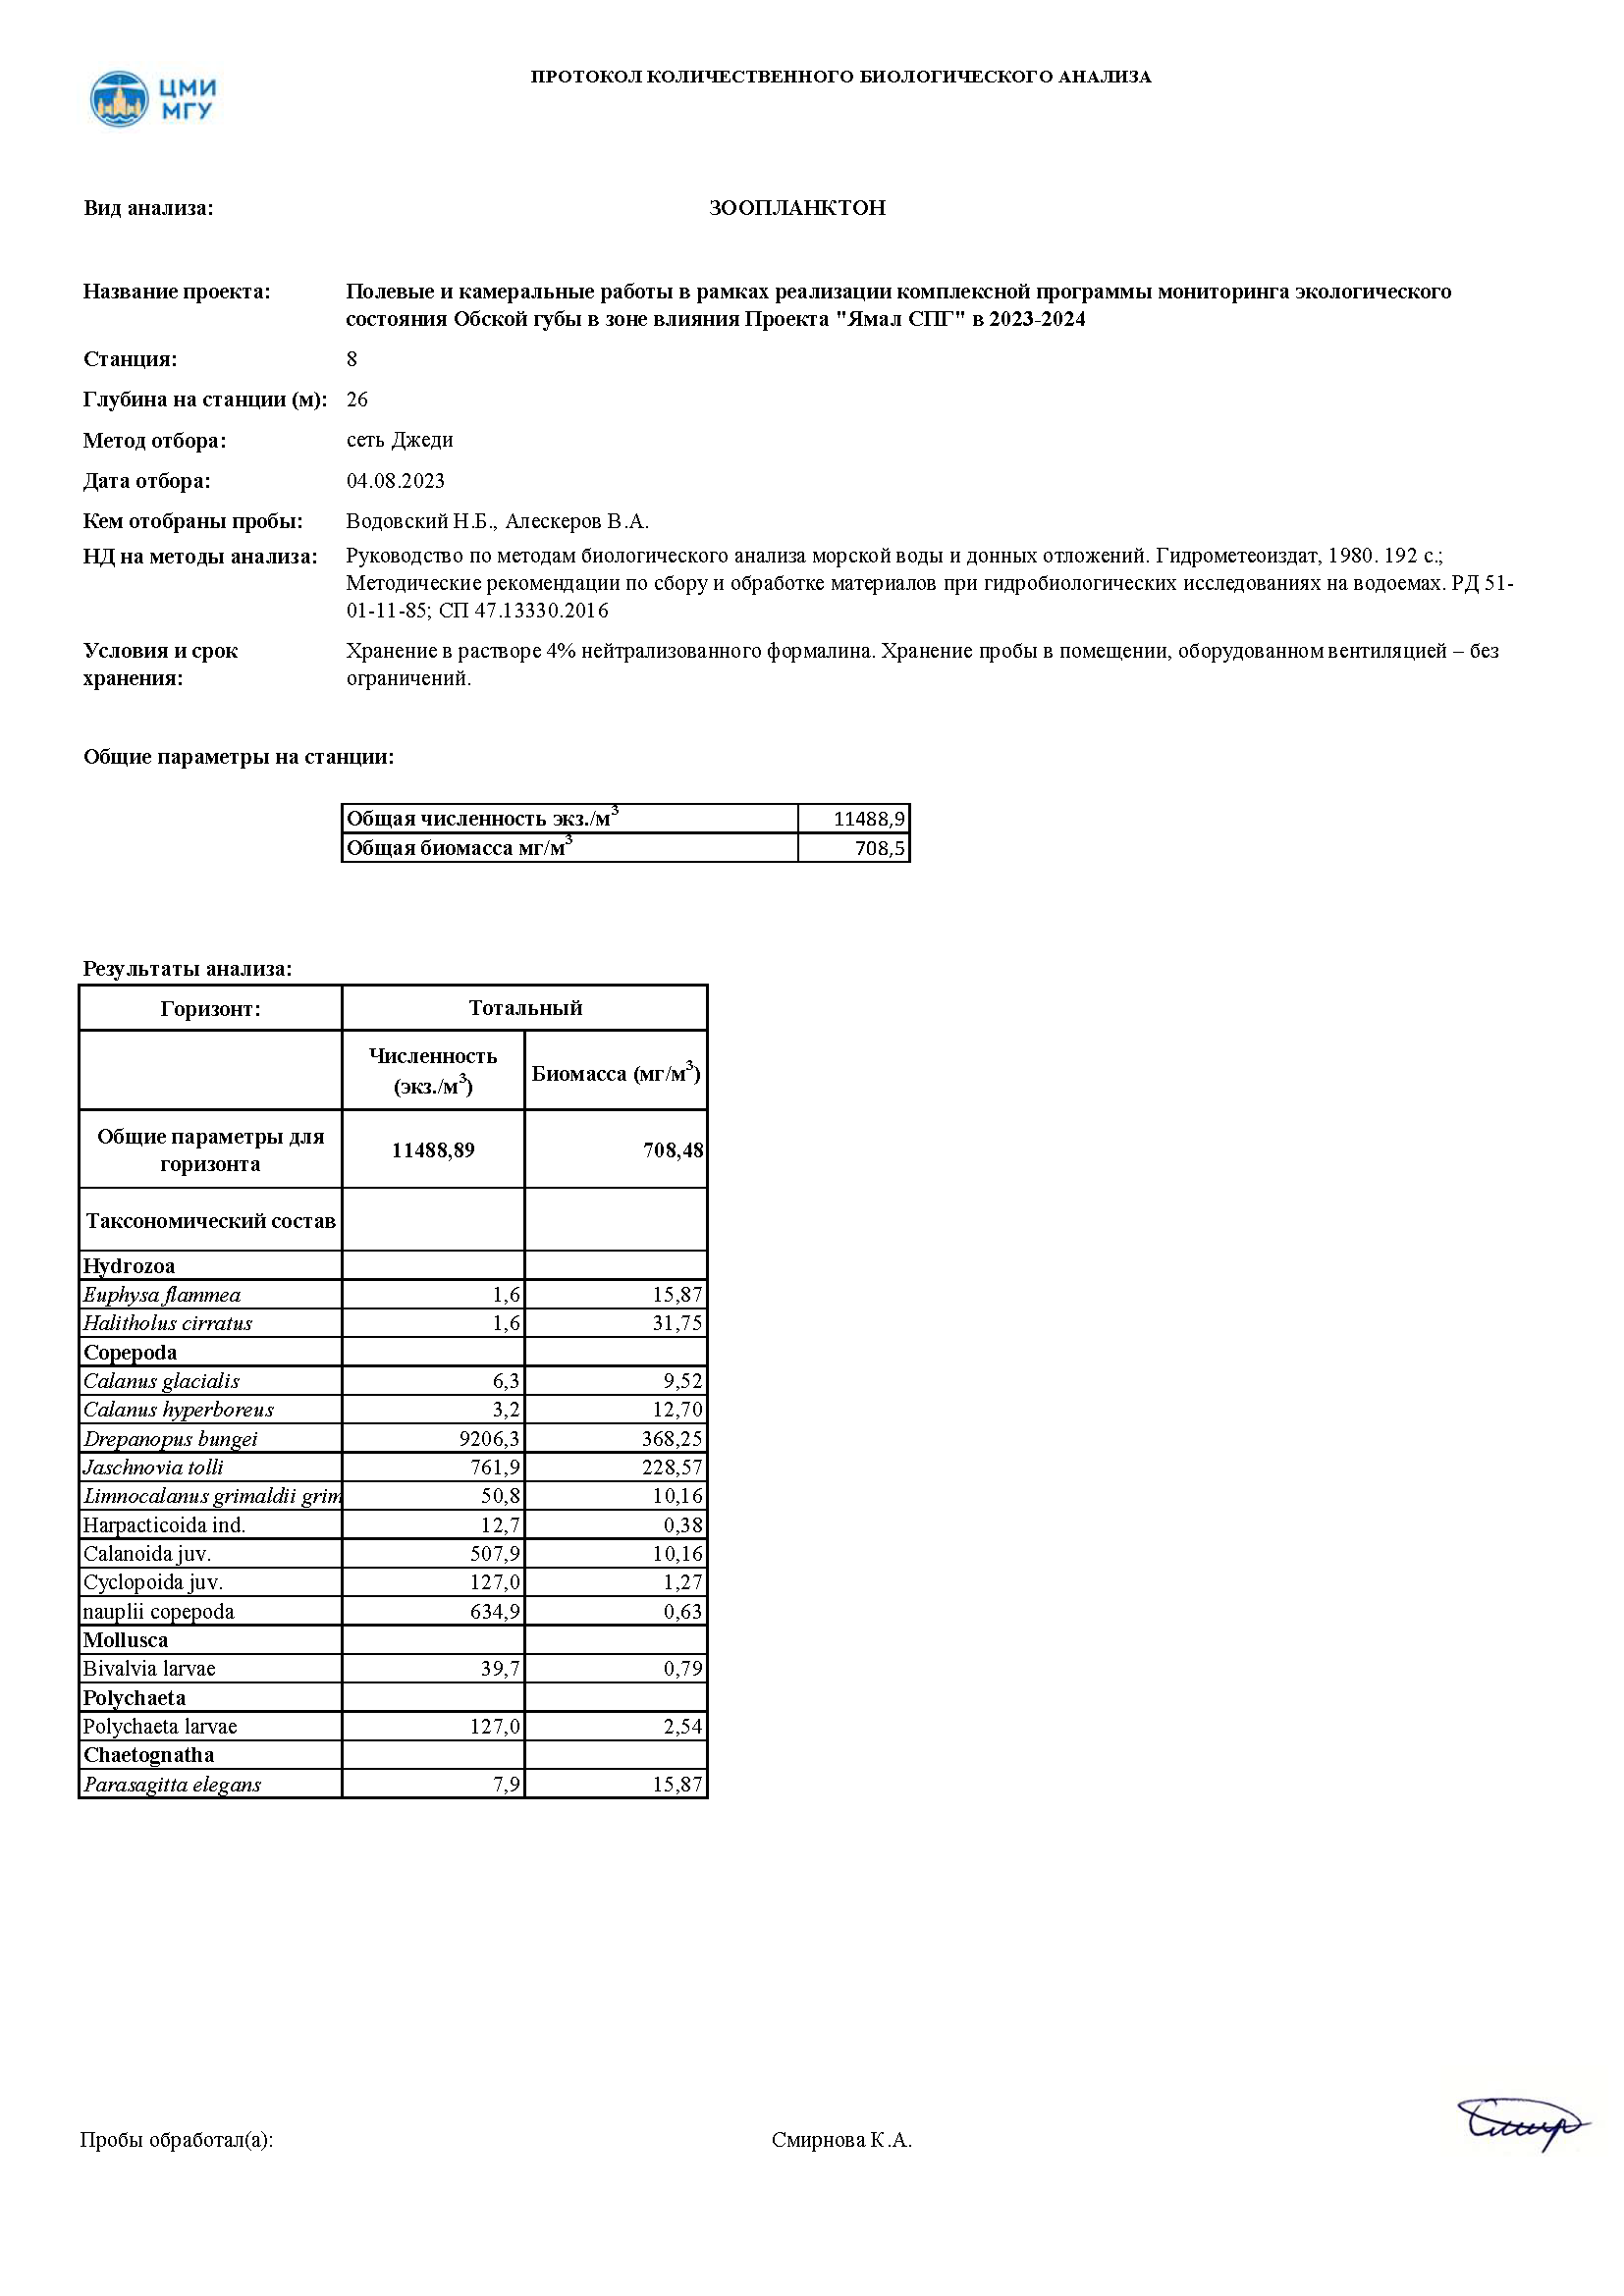 ЦМИ
МГУ
ПРОТОКОЛ КОЛИЧЕСТВЕННОГО БИОЛОГИЧЕСКОГО АНАЛИЗА
Вид анализа: ЗООПЛАНКТОН
Название проекта: Полевые и камеральные работы в рамках реализации комплексной программы мониторинга экологического
состояния Обской губы в зоне влияния Проекта "Ямал СПГ" в 2023-2024
Станция: 8
Глубина на станции (м): 26
Метод отбора: сеть Джеди
Дата отбора: 04.08.2023
Кем отобраны пробы: Водовский Н.Б., Алескеров В.А.
НД на методы анализа: Руководство по методам биологического анализа морской воды и донных отложений. Гидрометеоиздат, 1980. 192 с.;
Методические рекомендации по сбору и обработке материалов при гидробиологических исследованиях на водоемах. РД 51-
01-11-85; СП 47.13330.2016
Условия и срок Хранение в растворе 4% нейтрализованного формалина. Хранение пробы в помещении, оборудованном вентиляцией – без
хранения: ограничений.
Общие параметры на станции:
Общая численность экз./м³ 11488,9
Общая биомасса мг/м³ 708,5
Результаты анализа:
Горизонт: Тотальный
Численность
(экз./м³) Биомасса (мг/м³)
Общие параметры для
горизонта 11488,89 708,48
Таксономический состав
Hydrozoa
Euphysa flammea 1,6 15,87
Halitholus cirratus 1,6 31,75
Copepoda
Calanus glacialis 6,3 9,52
Calanus hyperboreus 3,2 12,70
Drepanopus bungei 9206,3 368,25
Jaschnovia tolli 761,9 228,57
Limnocalanus grimaldii grim 50,8 10,16
Harpacticoida ind. 12,7 0,38
Calanoida juv. 507,9 10,16
Cyclopoida juv. 127,0 1,27
nauplii copepoda 634,9 0,63
Mollusca
Bivalvia larvae 39,7 0,79
Polychaeta
Polychaeta larvae 127,0 2,54
Chaetognatha
Parasagitta elegans 7,9 15,87
Пробы обработал(а): Смирнова К.А.